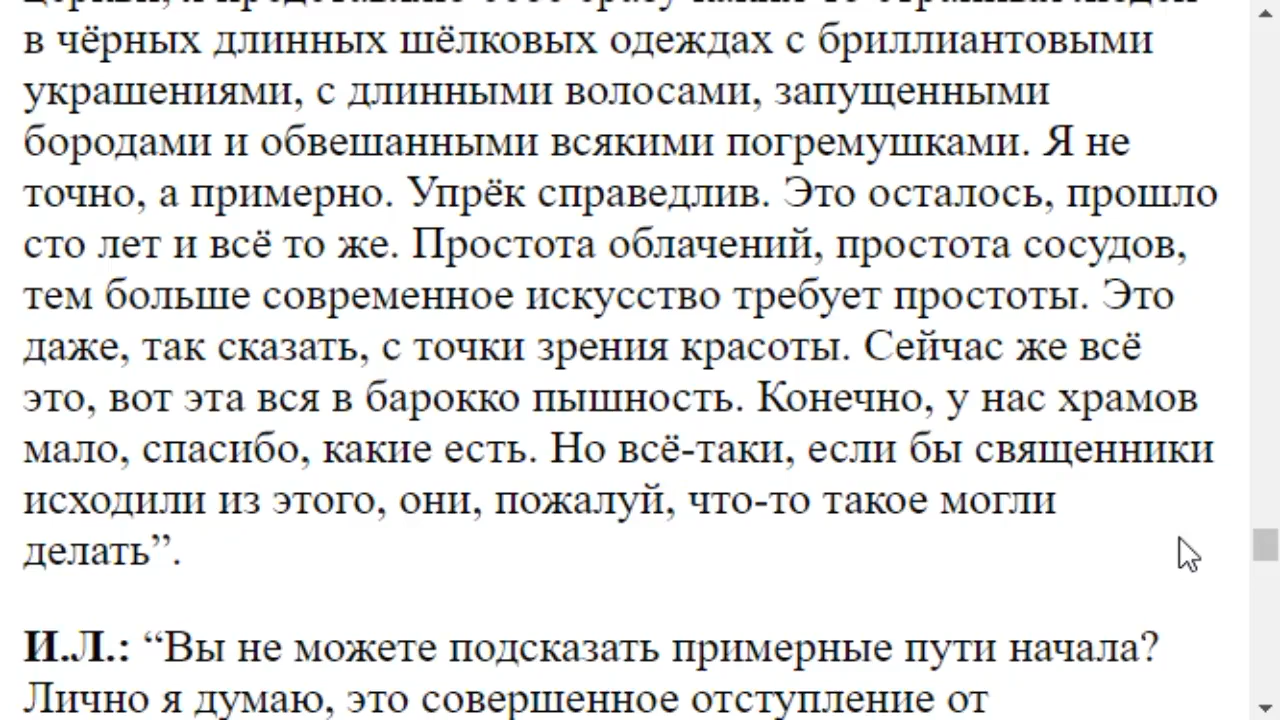 в чёрных длинных шёлковых одеждах с бриллиантовыми
украшениями, с длинными волосами, запущенными
бородами и обвешанными всякими погремушками. Я не
точно, а примерно. Упрёк справедлив. Это осталось, прошло
сто лет и всё то же. Простота облачений, простота сосудов,
тем больше современное искусство требует простоты. Это
даже, так сказать, с точки зрения красоты. Сейчас же всё
это, вот эта вся в барокко пышность. Конечно, у нас храмов
мало, спасибо, какие есть. Но всё-таки, если бы священники
исходили из этого, они, пожалуй, что-то такое могли
делать”.
И.Л.: “Вы не можете подсказать примерные пути начала?
Лично я думаю, это совершенное отступление от